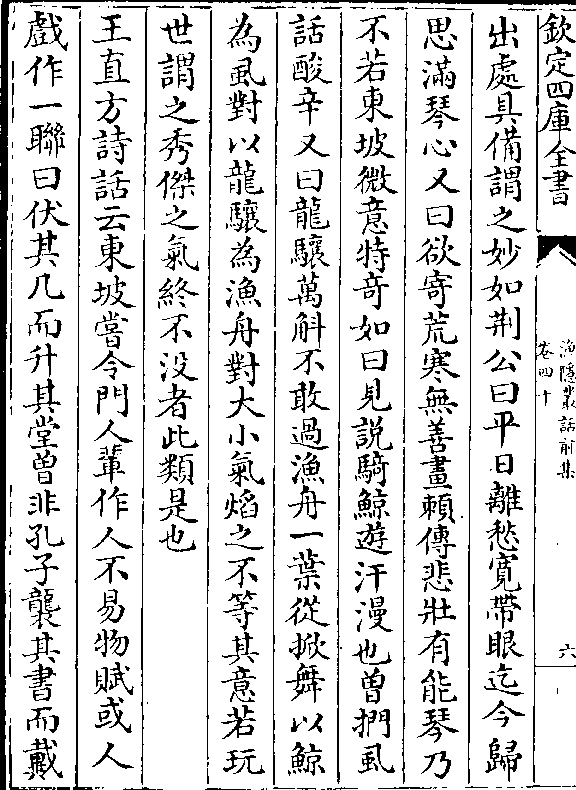 欽定四庫全書
漁隱叢話前集
卷四十
六
出處具備謂之妙如荆公曰平日離愁寛帶眼迄今歸
思滿琴心又曰欲寄荒寒無善畫賴傳悲壯有能琴乃
不若東坡微意特竒如曰見説騎鯨遊汗漫也曽捫虱
話酸辛又曰龍驤萬斛不敢過漁舟一葉從掀舞以鯨
為虱對以龍驤為漁舟對大小氣焰之不等其意若玩
世謂之秀傑之氣終不没者此類是也
王直方詩話云東坡嘗令門人軰作人不易物賦或人
戲作一聯曰伏其几而升其堂曽非孔子襲其書而戴